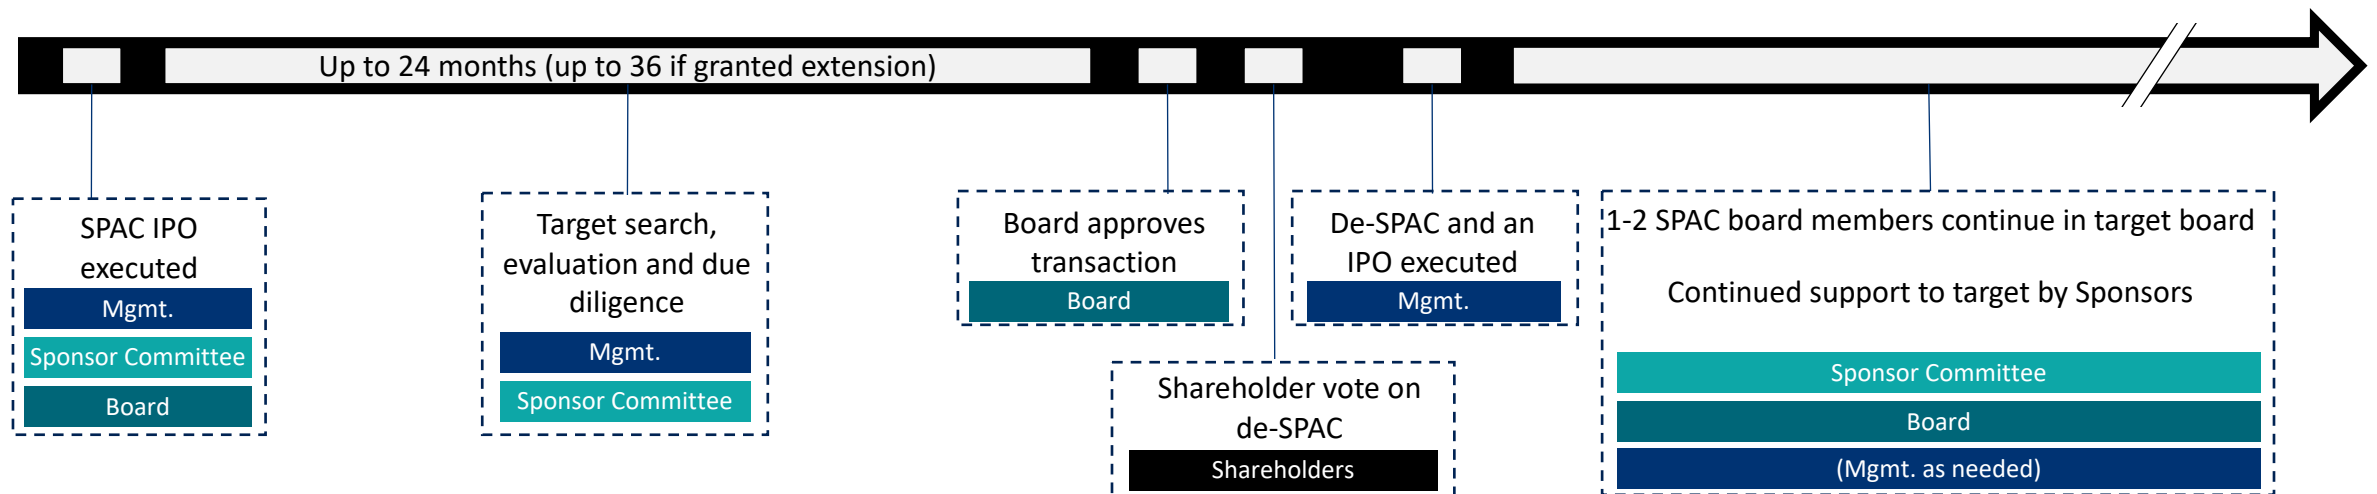 Up to 24 months (up to 36 if granted extension)
SPAC IPO
executed
Mgmt.
Sponsor Committee
Board
Target search,
evaluation and due
diligence
Mgmt.
Sponsor Committee
Board approves
transaction
Board
Shareholder vote on
de-SPAC
Shareholders
De-SPAC and an
IPO executed
Mgmt.
1-2 SPAC board members continue in target board
Continued support to target by Sponsors
Sponsor Committee
Board
(Mgmt. as needed)